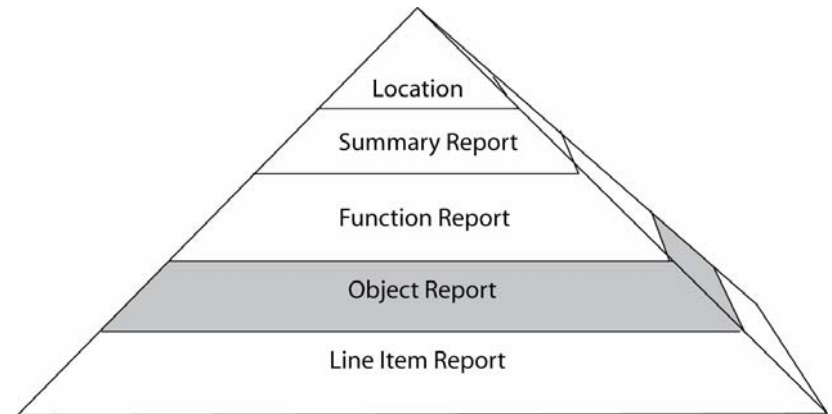 Location
Summary Report
Function Report
Object Report
Line Item Report